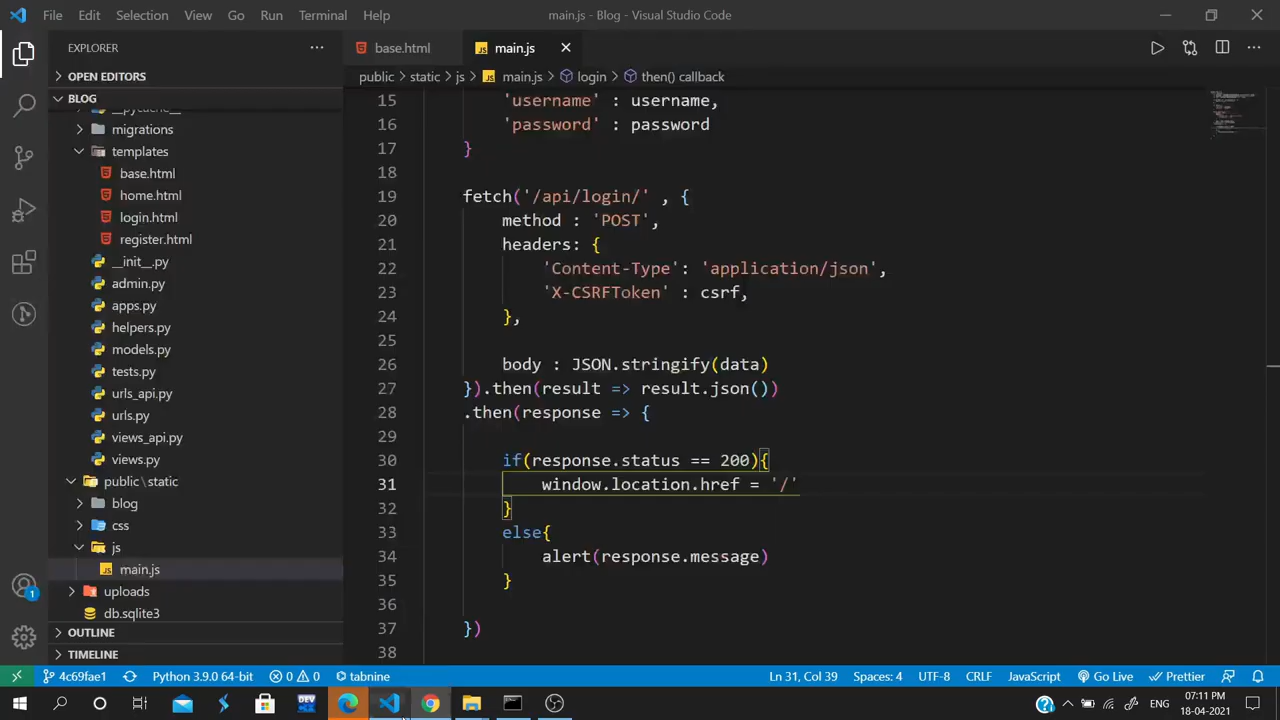 File Edit Selection View Go Run Terminal Help main.js - Blog - Visual Studio Code
EXPLORER
OPEN EDITORS
BLOG
__pycache__
migrations
templates
base.html
home.html
login.html
register.html
__init__.py
admin.py
apps.py
helpers.py
models.py
tests.py
urls_api.py
urls.py
views_api.py
views.py
public\static
blog
css
js
main.js
uploads
db.sqlite3
OUTLINE
TIMELINE
base.html main.js
public > static > js > main.js > login > then() callback
15 'username' : username,
16 'password' : password
17 }
18
19 fetch('/api/login/' , {
20 method : 'POST',
21 headers: {
22 'Content-Type': 'application/json',
23 'X-CSRFToken' : csrf,
24 },
25
26 body : JSON.stringify(data)
27 }).then(result => result.json())
28 .then(response => {
29
30 if(response.status == 200){
31 window.location.href = '/'
32 }
33 else{
34 alert(response.message)
35 }
36
37 })
38
4c69fae1 Python 3.9.0 64-bit 0 0 tabnine Ln 31, Col 39 Spaces: 4 UTF-8 CRLF JavaScript Go Live Prettier
1
DEV
07:11 PM
18-04-2021